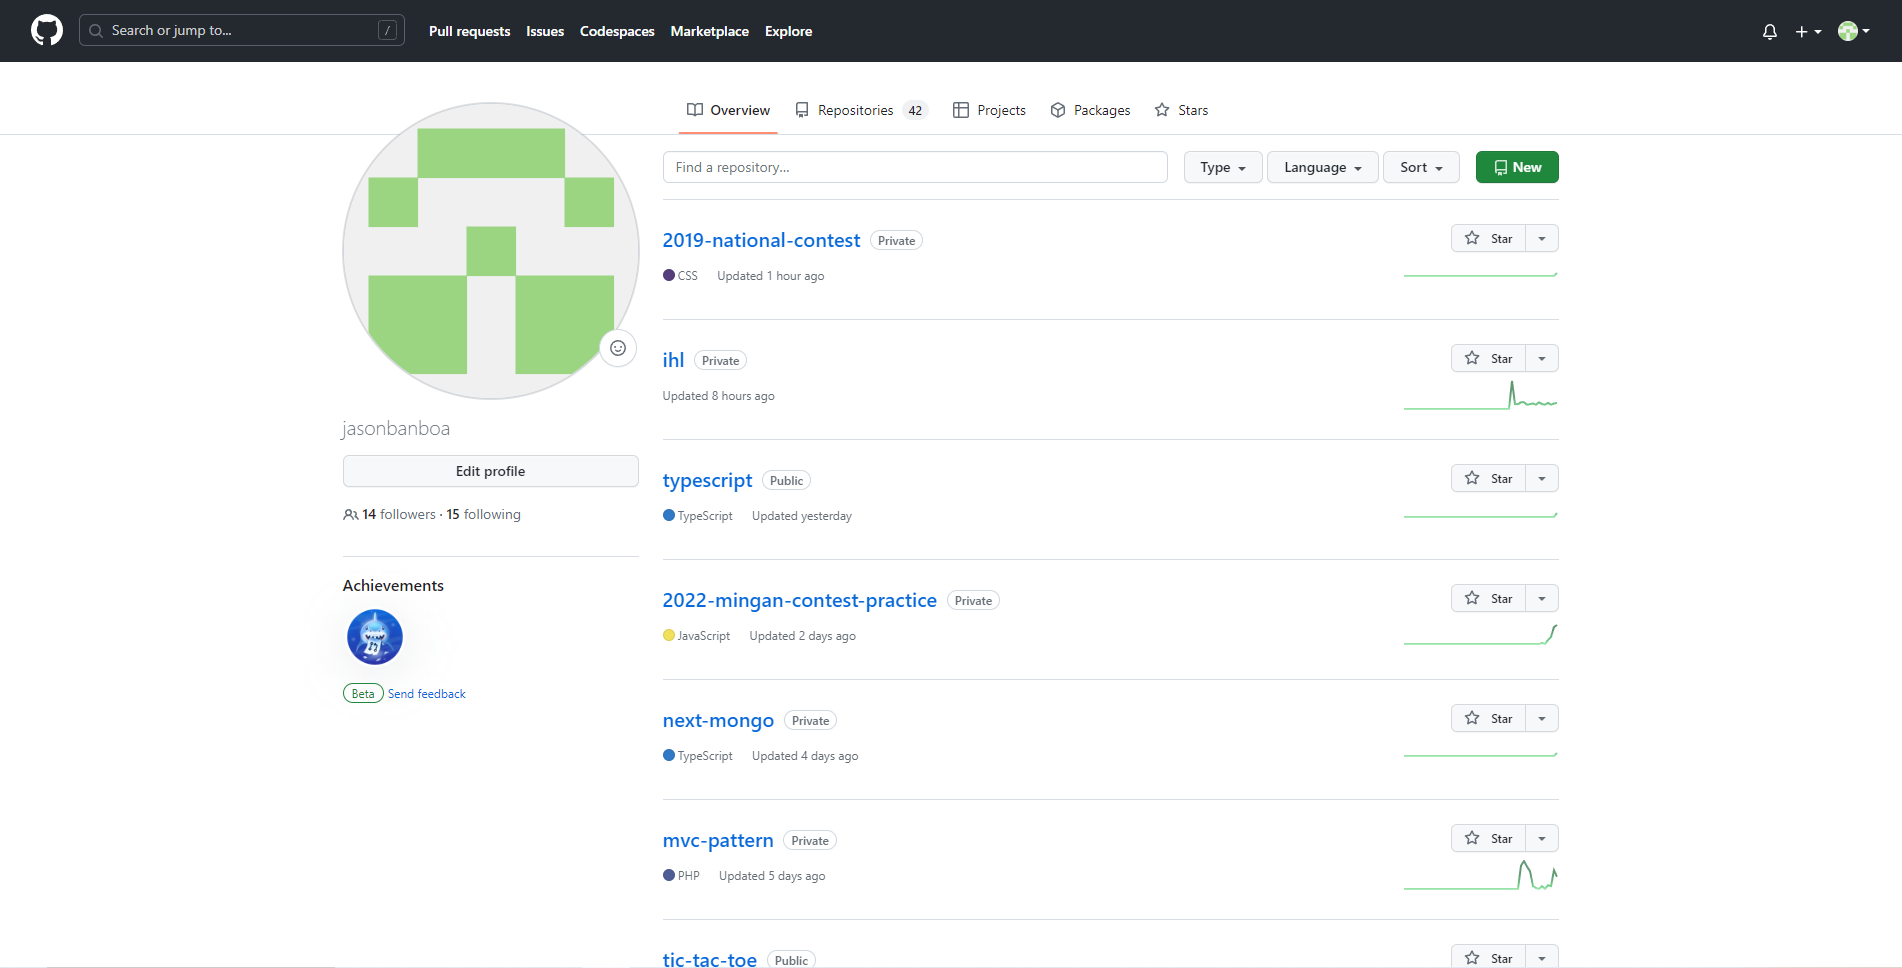 Search or jump to... /
Pull requests Issues Codespaces Marketplace Explore
Overview Repositories 42 Projects Packages Stars
Find a repository... Type Language Sort New
2019-national-contest Private Star
CSS Updated 1 hour ago
ihl Private Star
Updated 8 hours ago
jasonbanboa
Edit profile
14 followers · 15 following
typescript Public Star
TypeScript Updated yesterday
Achievements
Beta Send feedback
2022-mingan-contest-practice Private Star
JavaScript Updated 2 days ago
next-mongo Private Star
TypeScript Updated 4 days ago
mvc-pattern Private Star
PHP Updated 5 days ago
tic-tac-toe Public Star